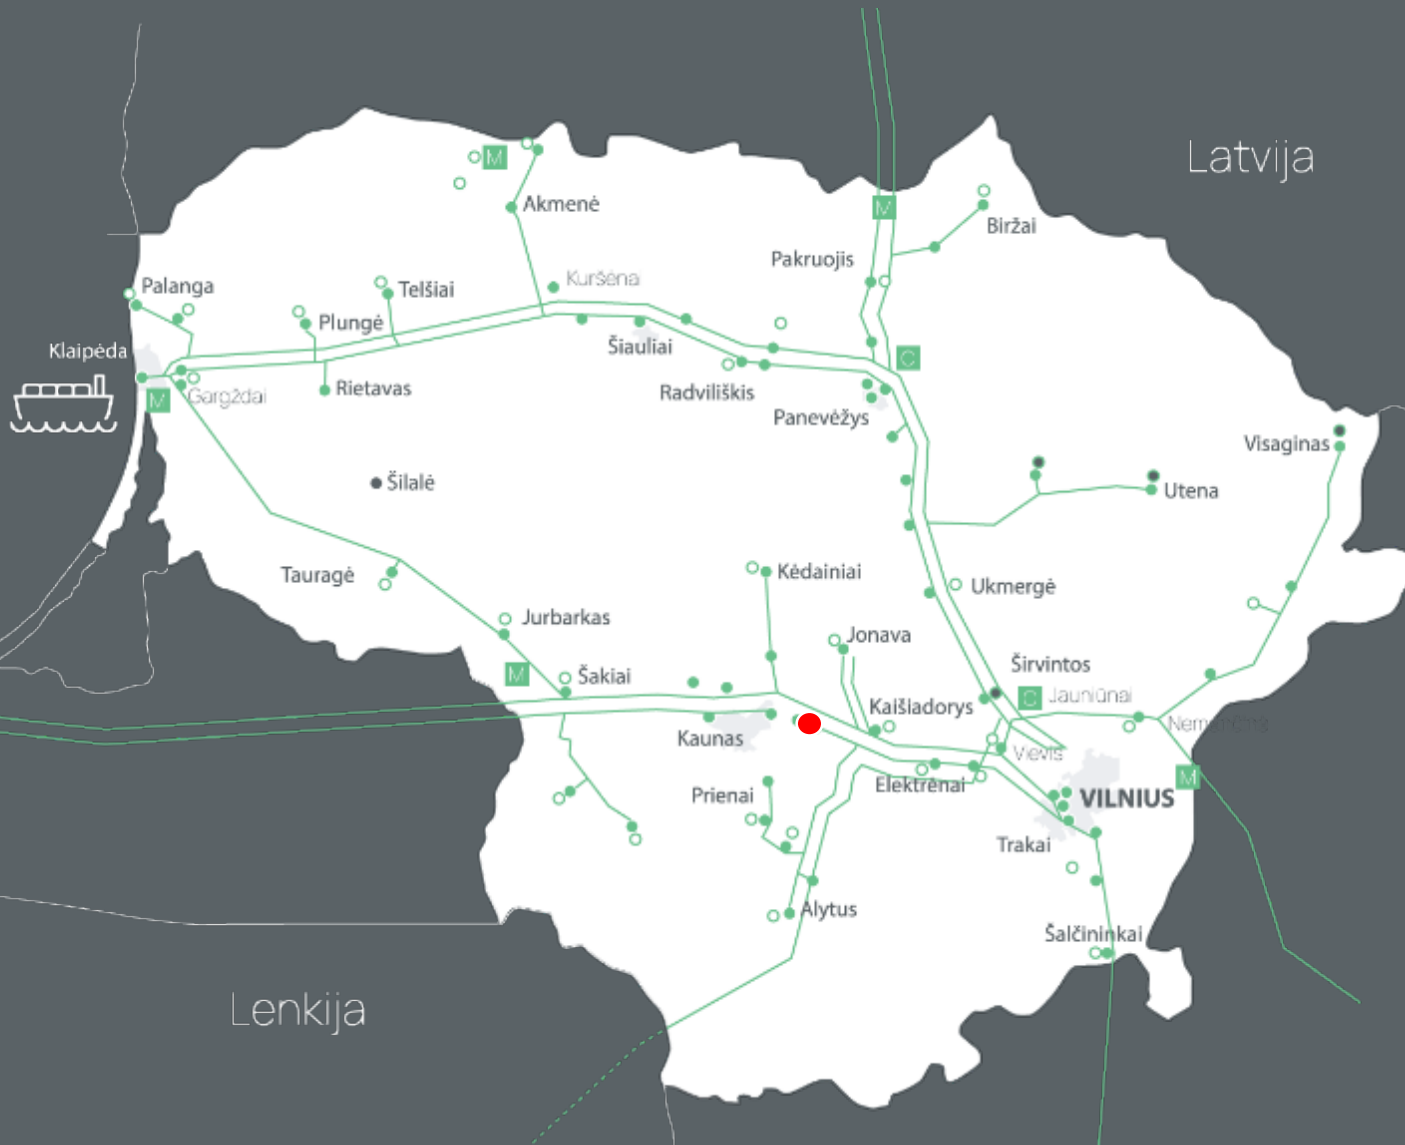 Latvija
M
Akmenė
M
Biržai
Pakruojis
Palanga
Telšiai
Kuršėnai
Plungė
Klaipėda
Šiauliai
C
Rietavas
Radviliškis
M
Gargždai
Panevėžys
Visaginas
Šilalė
Utena
Tauragė
Kėdainiai
Ukmergė
Jurbarkas
Jonava
Širvintos
M
Šakiai
C
Jauniūnai
Kaišiadorys
Kaunas
Vievis
M
Elektrėnai
Prienai
VILNIUS
Trakai
Alytus
Šalčininkai
Lenkija